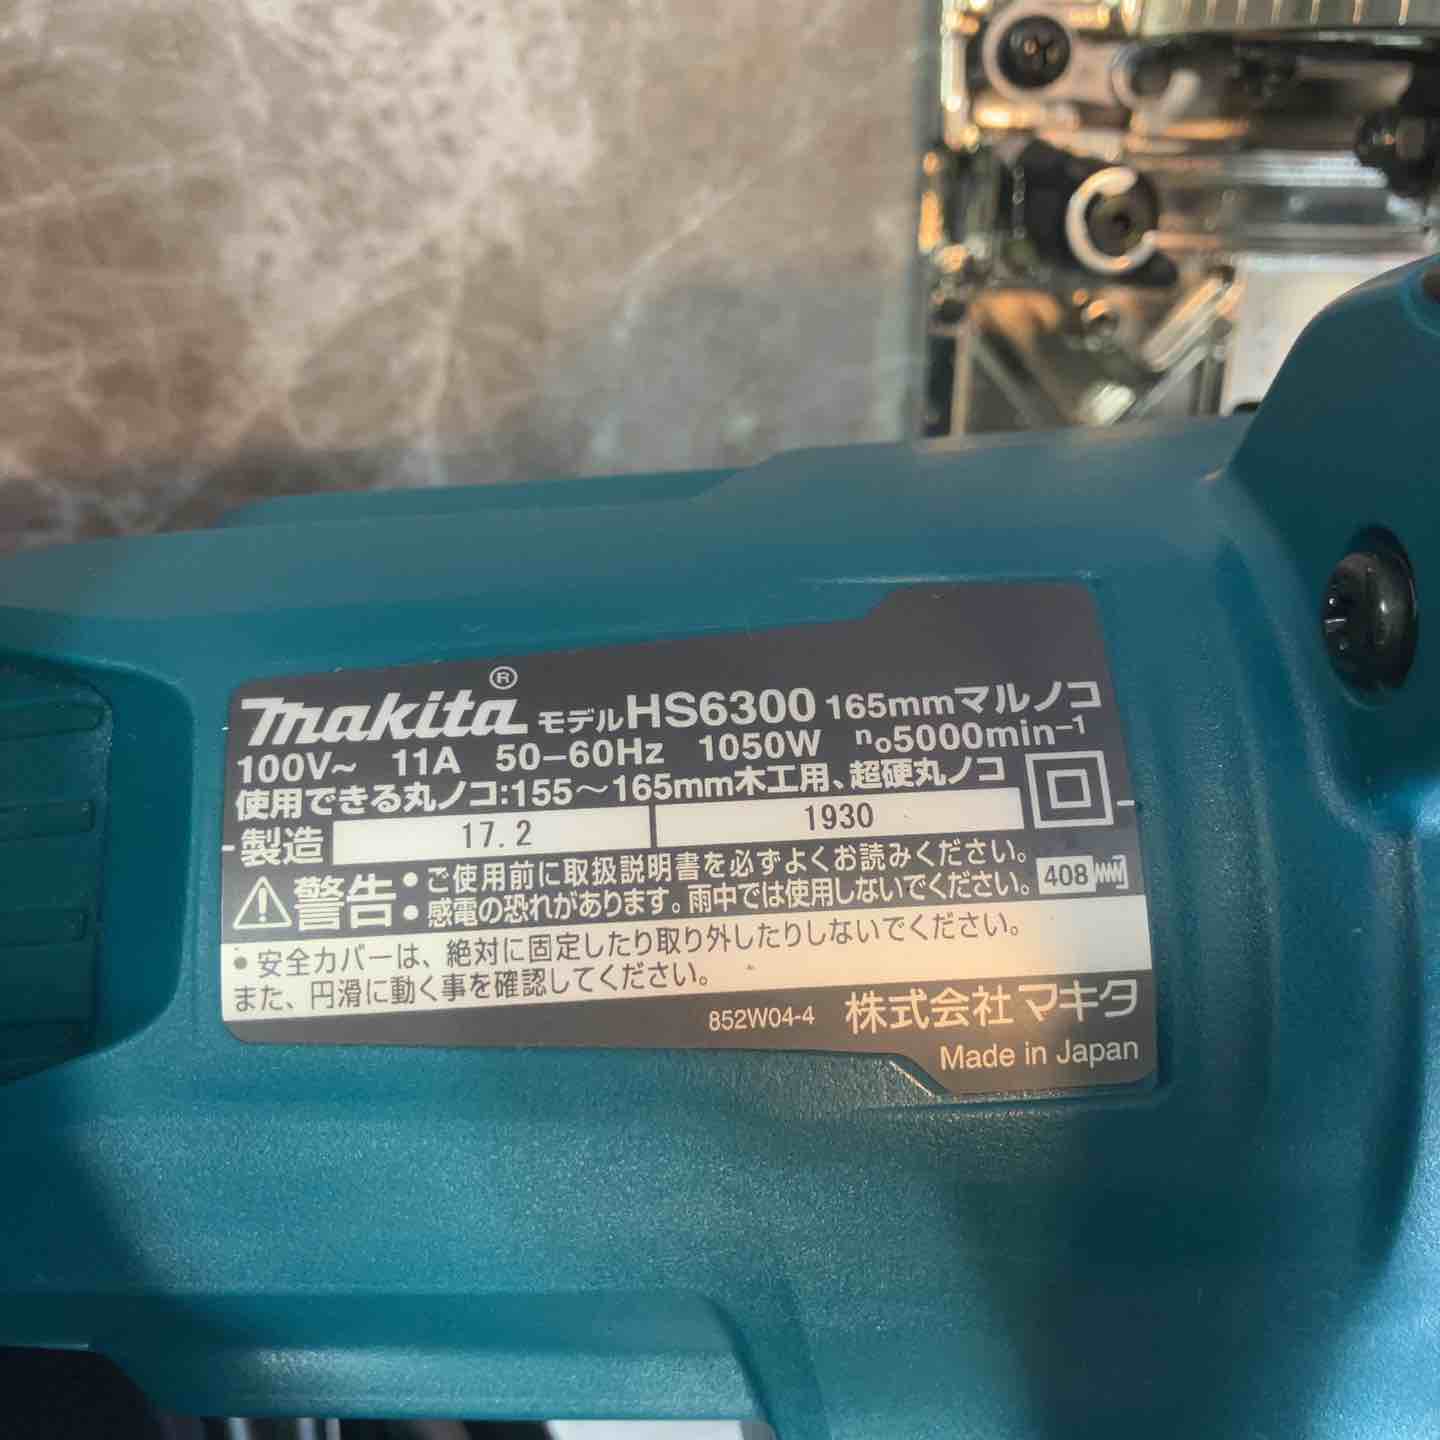 makita® モデルHS6300 165mmマルノコ
100V~ 11A 50-60Hz 1050W n₀5000min⁻¹
使用できる丸ノコ:155～165mm木工用、超硬丸ノコ
製造 17.2 1930
警告 • ご使用前に取扱説明書を必ずよくお読みください。
• 感電の恐れがあります。雨中では使用しないでください。 408
• 安全カバーは、絶対に固定したり取り外したりしないでください。
また、円滑に動く事を確認してください。
852W04-4 株式会社マキタ
Made in Japan